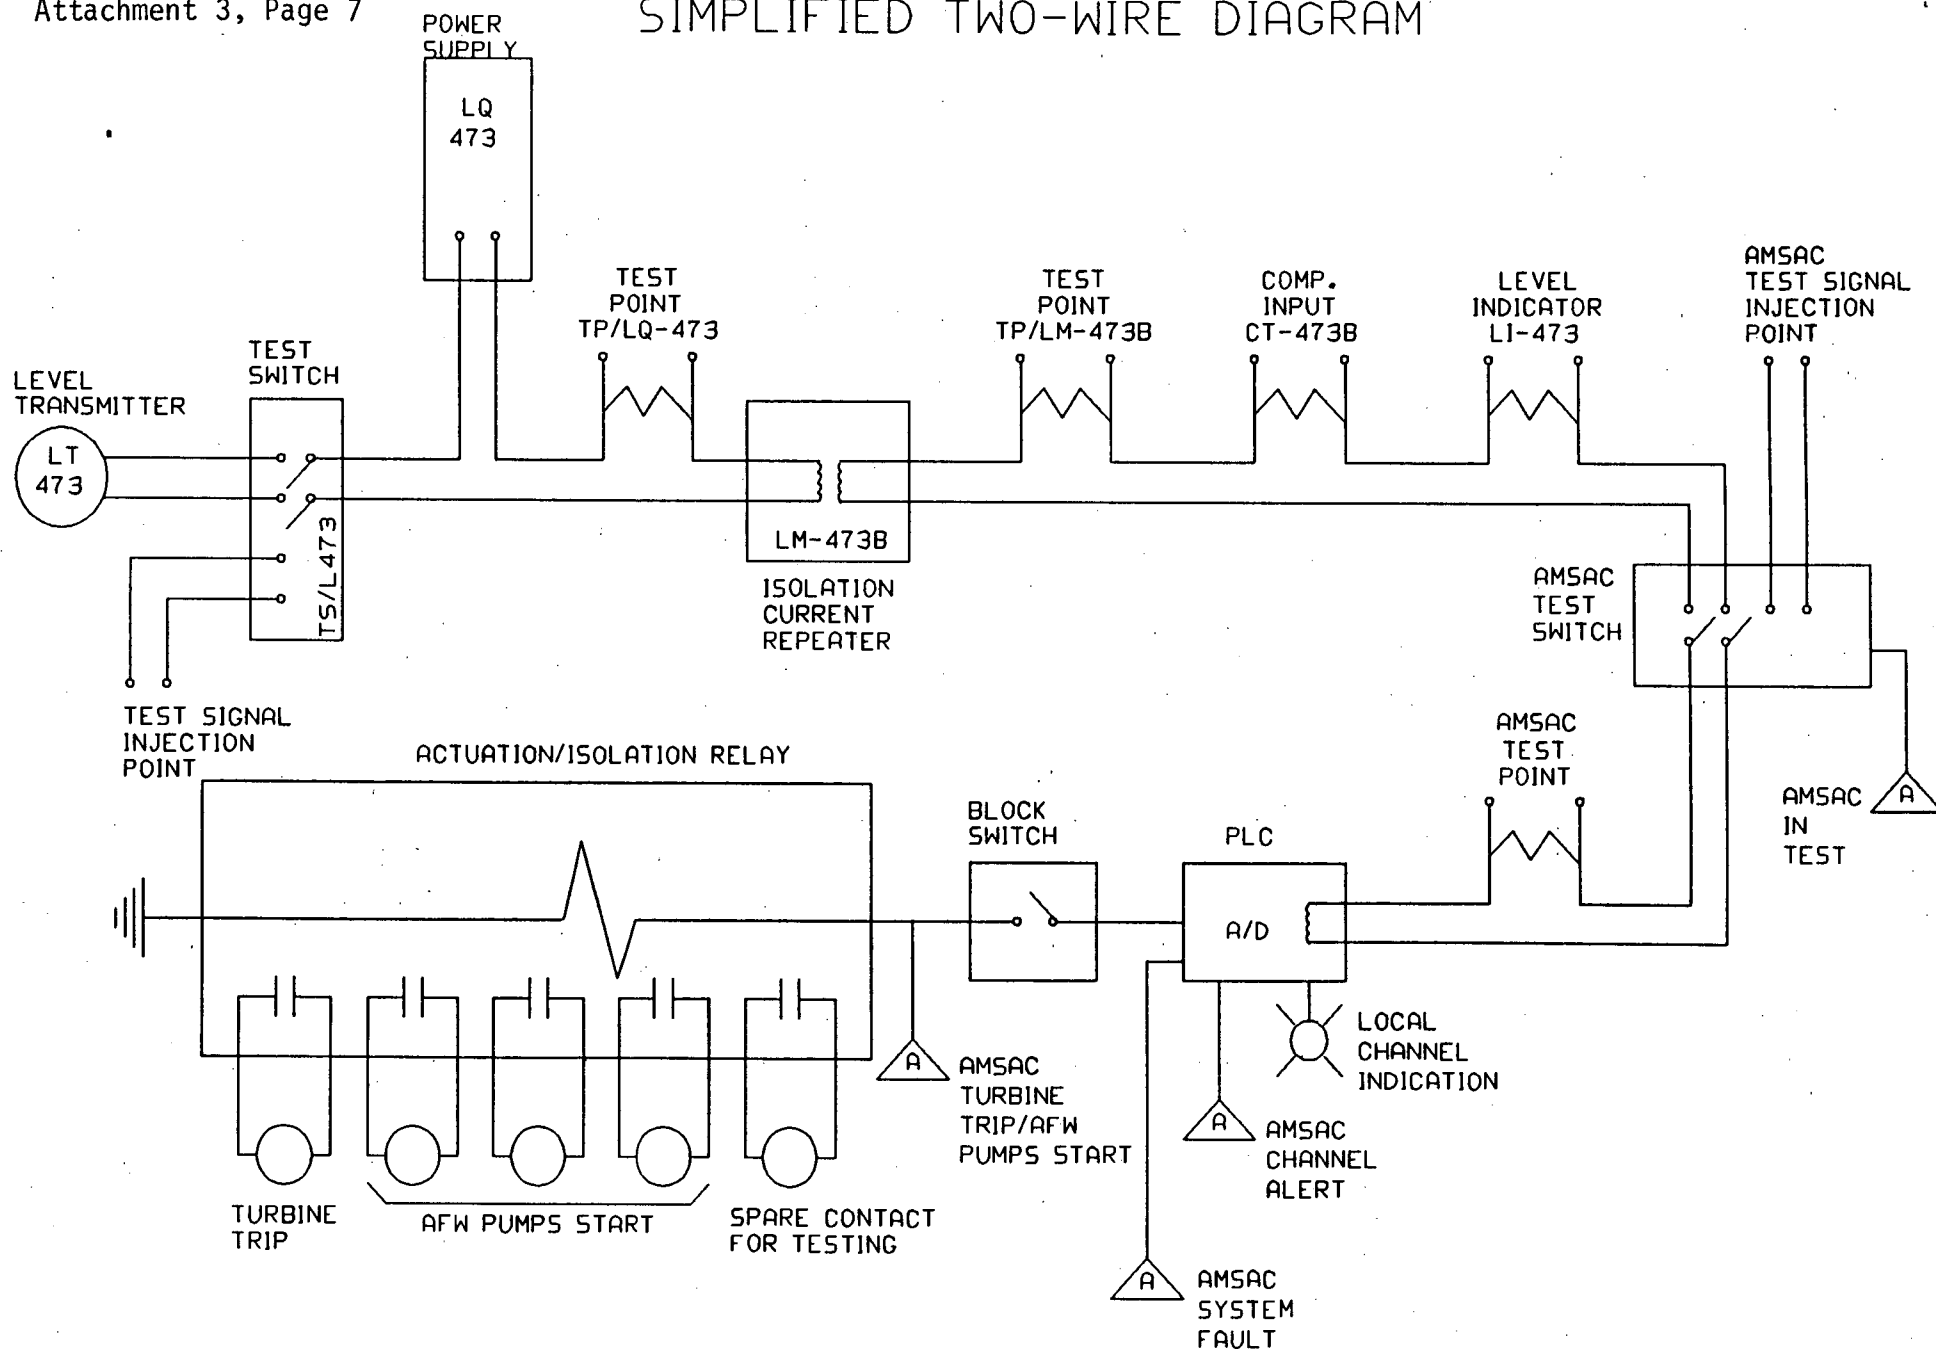 Attachment 3, Page 7
SIMPLIFIED TWO-WIRE DIAGRAM
POWER
SUPPLY
LQ
473
TEST
POINT
TP/LQ-473
TEST
POINT
TP/LM-473B
COMP.
INPUT
CT-473B
LEVEL
INDICATOR
LI-473
AMSAC
TEST SIGNAL
INJECTION
POINT
TEST
SWITCH
LEVEL
TRANSMITTER
LT
473
TS/L473
LM-473B
ISOLATION
CURRENT
REPEATER
AMSAC
TEST
SWITCH
TEST SIGNAL
INJECTION
POINT
ACTUATION/ISOLATION RELAY
BLOCK
SWITCH
PLC
A/D
AMSAC
TEST
POINT
AMSAC
IN
TEST
A
A
AMSAC
TURBINE
TRIP/AFW
PUMPS START
LOCAL
CHANNEL
INDICATION
A
AMSAC
CHANNEL
ALERT
TURBINE
TRIP
AFW PUMPS START
SPARE CONTACT
FOR TESTING
A
AMSAC
SYSTEM
FAULT